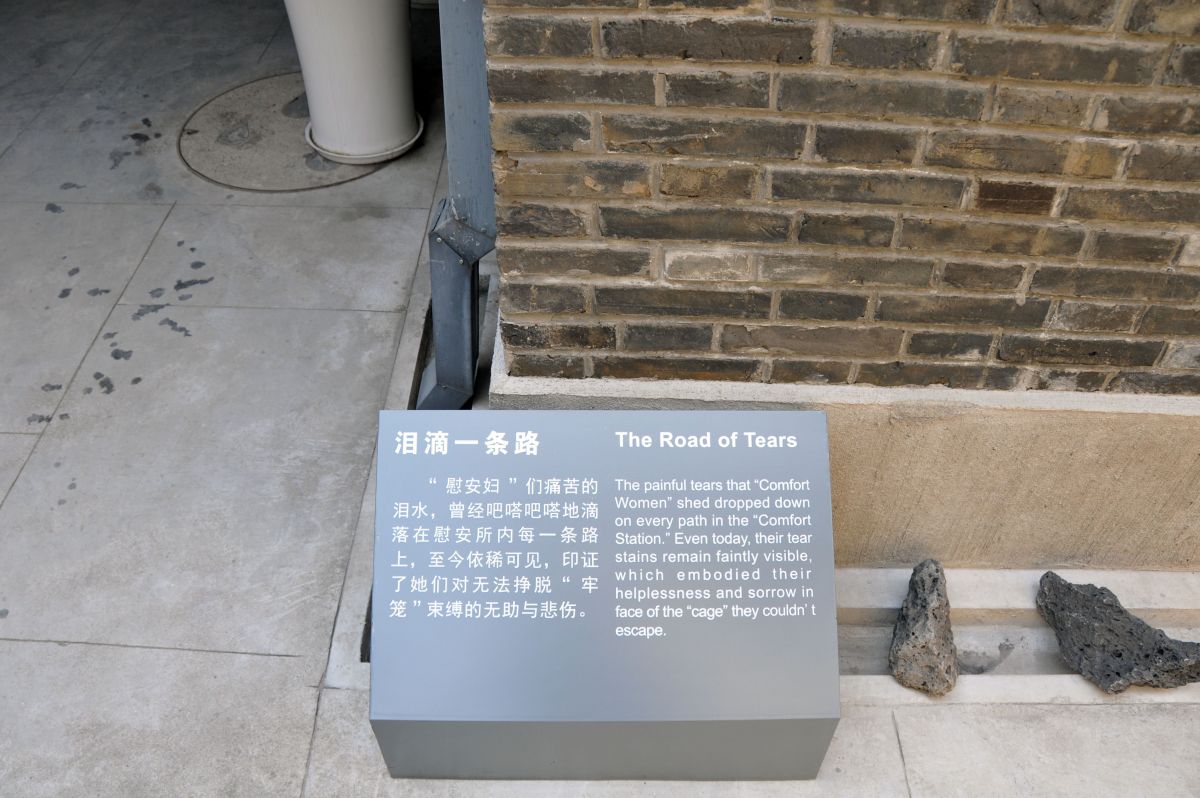 泪滴一条路
“慰安妇”们痛苦的
泪水，曾经吧嗒吧嗒地滴
落在慰安所内每一条路
上，至今依稀可见，印证
了她们对无法挣脱“牢
笼”束缚的无助与悲伤。
The Road of Tears
The painful tears that “Comfort
Women” shed dropped down
on every path in the “Comfort
Station.” Even today, their tear
stains remain faintly visible,
which embodied their
helplessness and sorrow in
face of the “cage” they couldn’ t
escape.